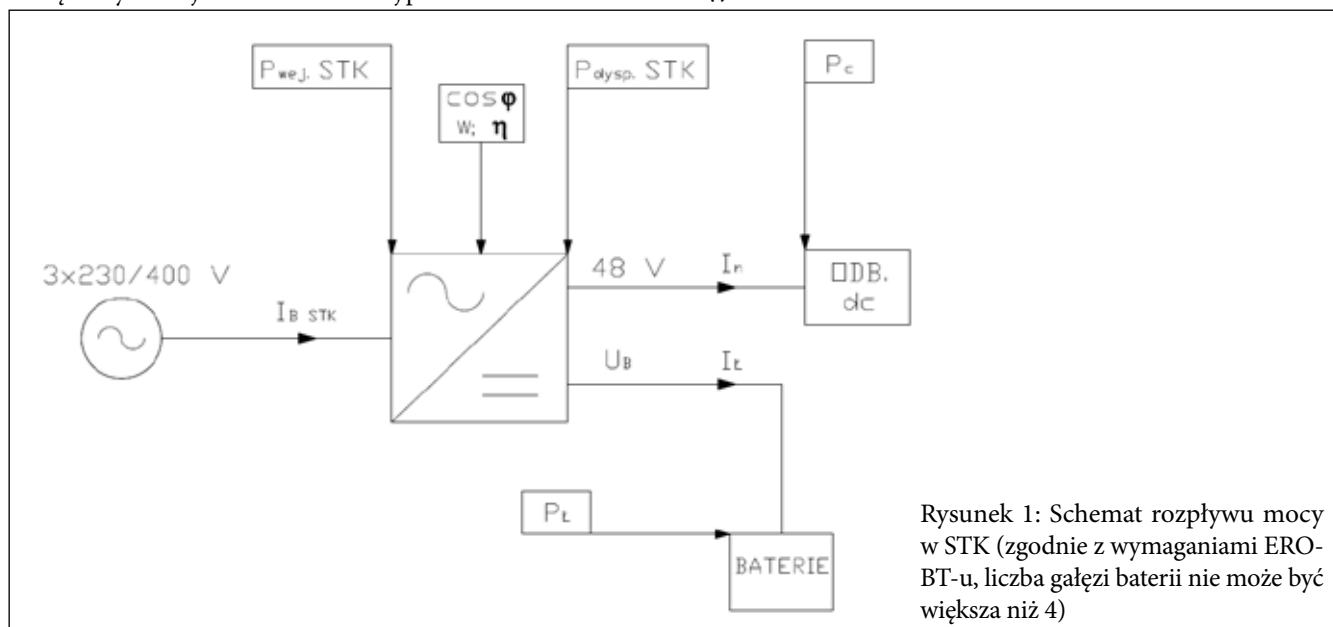 Pwej. STK
Pdysp. STK
Pc
cosφ
W; η
3x230/400 V
48 V
In
ODB.
dc
IB STK
UB
IŁ
PŁ
BATERIE
Rysunek 1: Schemat rozpływu mocy
w STK (zgodnie z wymaganiami ERO-
BT-u, liczba gałęzi baterii nie może być
większa niż 4)